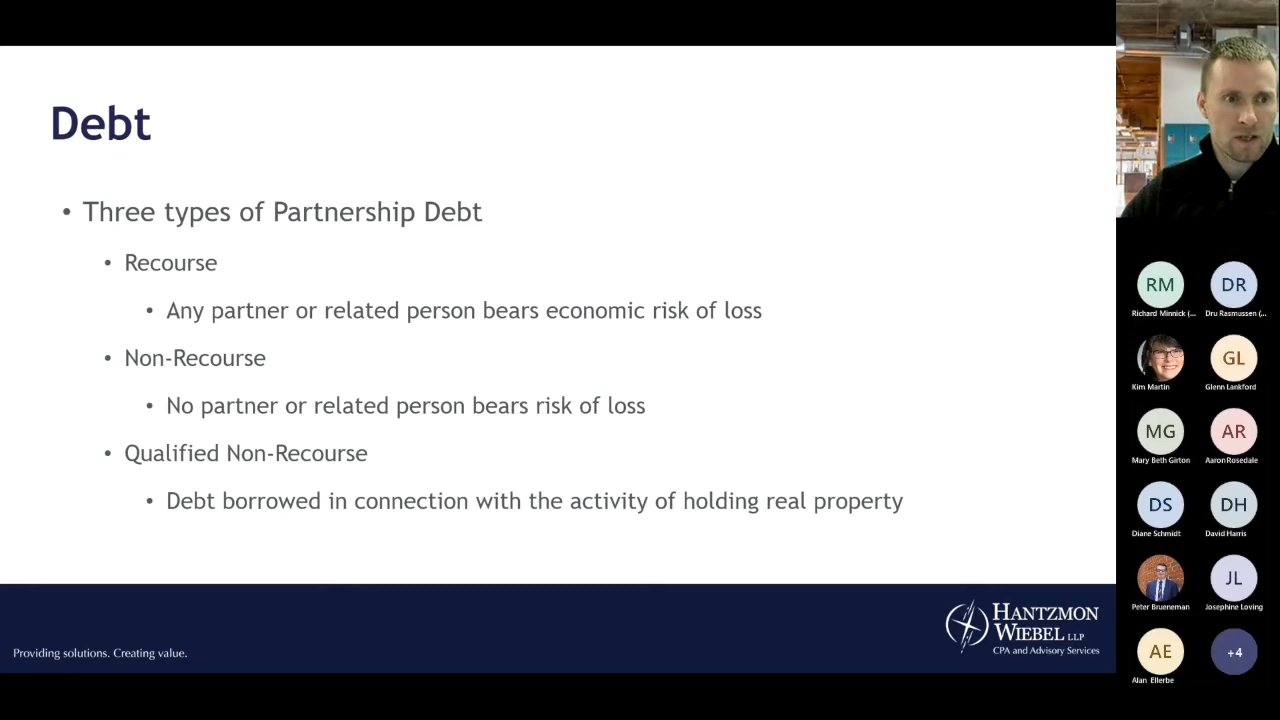 Debt
• Three types of Partnership Debt
• Recourse
• Any partner or related person bears economic risk of loss
• Non-Recourse
• No partner or related person bears risk of loss
• Qualified Non-Recourse
• Debt borrowed in connection with the activity of holding real property
Providing solutions. Creating value.
HANTZMON
WIEBEL LLP
CPA and Advisory Services
RM DR
Richard Minnick (... Dru Rasmussen (...
GL
Kim Martin Glenn Lankford
MG AR
Mary Beth Girton Aaron Rosedale
DS DH
Diane Schmidt David Harris
JL
Peter Brueneman Josephine Loving
AE +4
Alan Ellerbe